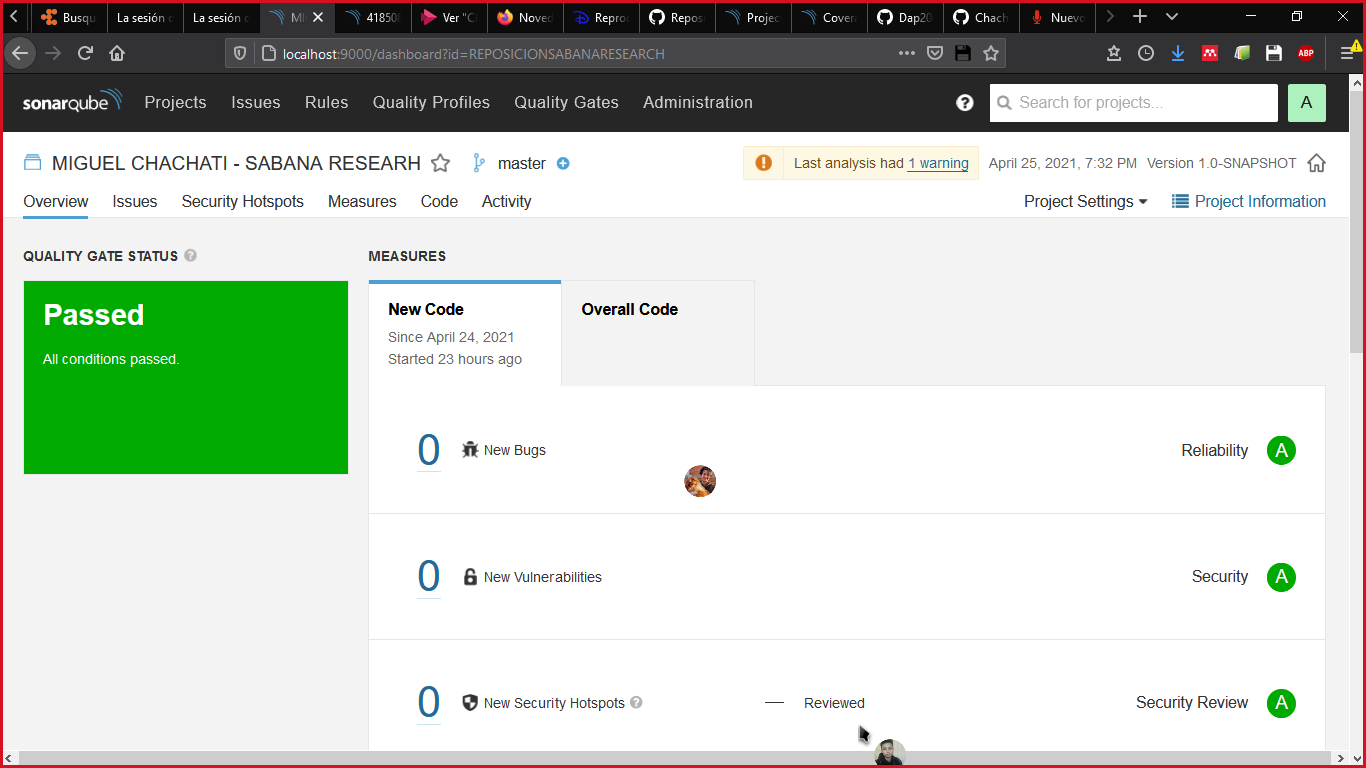 Busqu
La sesión c
La sesión c
MI
41850
Ver "C
Noved
Reproc
Repos
Projec
Covera
Dap20
Chach
Nuevo
localhost:9000/dashboard?id=REPOSICIONSABANARESEARCH
ABP
sonarqube Projects Issues Rules Quality Profiles Quality Gates Administration ? Search for projects... A
MIGUEL CHACHATI - SABANA RESEARH master Last analysis had 1 warning April 25, 2021, 7:32 PM Version 1.0-SNAPSHOT
Overview Issues Security Hotspots Measures Code Activity Project Settings Project Information
QUALITY GATE STATUS ? MEASURES
Passed
All conditions passed.
New Code Overall Code
Since April 24, 2021
Started 23 hours ago
0 New Bugs Reliability A
0 New Vulnerabilities Security A
0 New Security Hotspots ? — Reviewed Security Review A